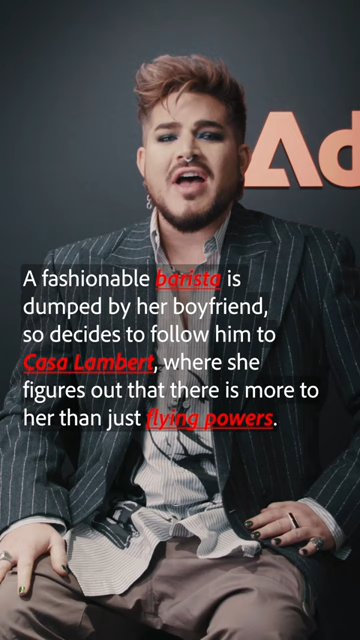 Ad
A fashionable barista is
dumped by her boyfriend,
so decides to follow him to
Casa Lambert, where she
figures out that there is more to
her than just flying powers.